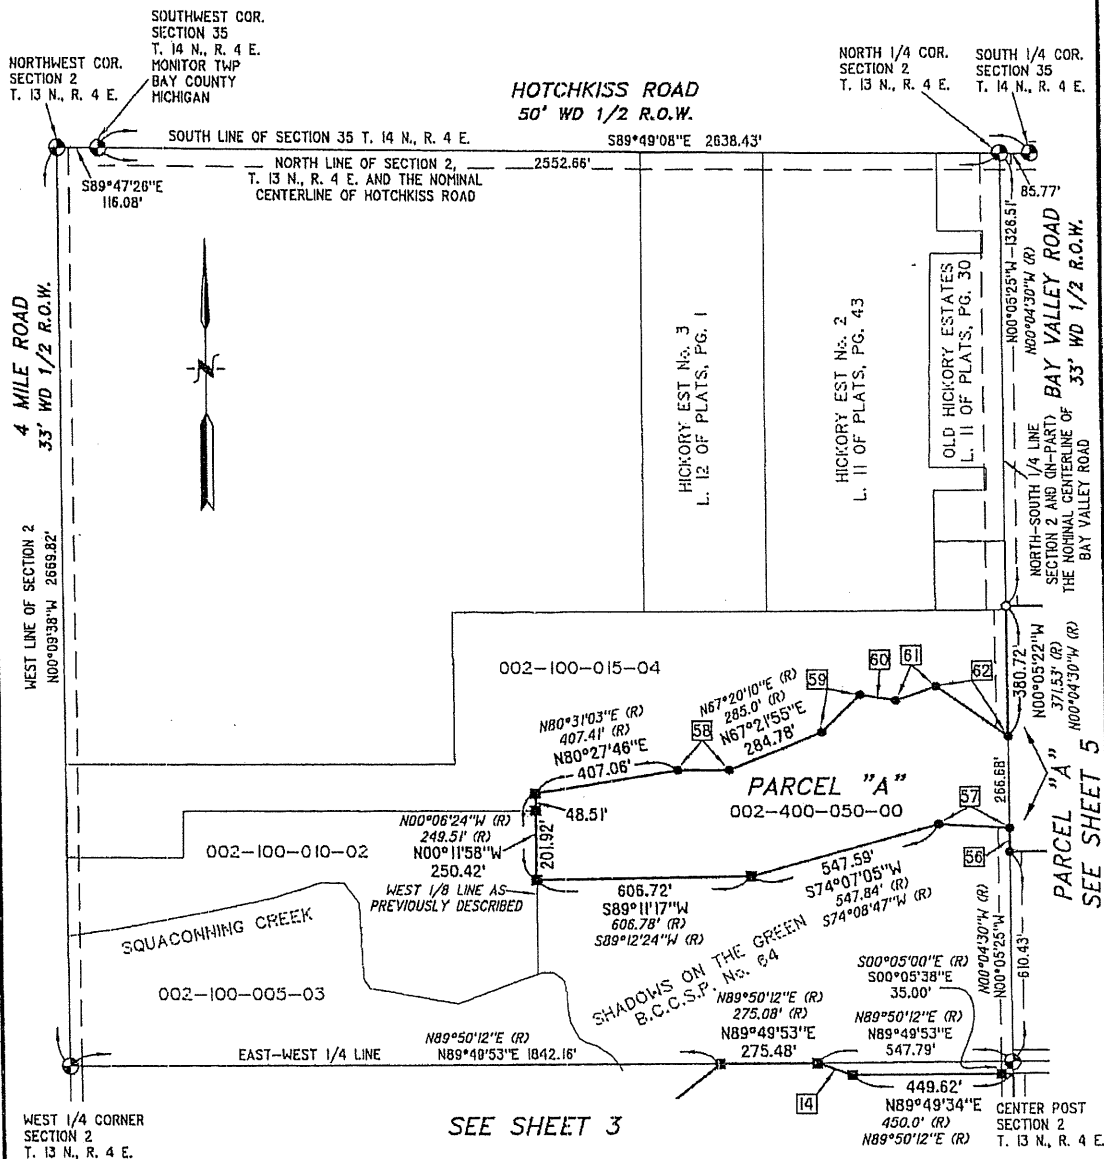 SOUTHWEST COR.
SECTION 35
T. 14 N., R. 4 E.
MONITOR TWP
BAY COUNTY
MICHIGAN
NORTHWEST COR.
SECTION 2
T. 13 N., R. 4 E.
HOTCHKISS ROAD
50' WD 1/2 R.O.W.
NORTH 1/4 COR.
SECTION 2
T. 13 N., R. 4 E.
SOUTH 1/4 COR.
SECTION 35
T. 14 N., R. 4 E.
SOUTH LINE OF SECTION 35 T. 14 N., R. 4 E.
S89°49'08"E 2638.43'
NORTH LINE OF SECTION 2,
T. 13 N., R. 4 E. AND THE NOMINAL
CENTERLINE OF HOTCHKISS ROAD
2552.66'
S89°47'26"E
116.08'
85.77'
4 MILE ROAD
33' WD 1/2 R.O.W.
WEST LINE OF SECTION 2
N00°09'38"W 2669.82'
N
HICKORY EST No. 3
L. 12 OF PLATS, PG. 1
HICKORY EST No. 2
L. 11 OF PLATS, PG. 43
OLD HICKORY ESTATES
L. 11 OF PLATS, PG. 30
N00°05'25"W 1326.51'
N00°04'30"W (R)
BAY VALLEY ROAD
33' WD 1/2 R.O.W.
NORTH-SOUTH 1/4 LINE
SECTION 2 AND (IN-PART)
THE NOMINAL CENTERLINE OF
BAY VALLEY ROAD
002-100-015-04
59
60
61
62
58
380.72'
N00°05'22"W
371.53' (R)
N00°04'30"W (R)
N80°31'03"E (R)
407.41' (R)
N80°27'46"E
407.06'
N67°20'10"E (R)
285.0' (R)
N67°21'55"E
284.78'
PARCEL "A"
002-400-050-00
266.68'
57
56
PARCEL "A"
SEE SHEET 5
48.51'
N00°06'24"W (R)
249.51' (R)
N00°11'58"W
250.42'
201.92'
WEST 1/8 LINE AS
PREVIOUSLY DESCRIBED
002-100-010-02
606.72'
S89°11'17"W
606.78' (R)
S89°12'24"W (R)
547.59'
S74°07'05"W
547.84' (R)
S74°08'47"W (R)
SQUACONNING CREEK
002-100-005-03
SHADOWS ON THE GREEN
B.C.C.S.P. No. 64
N00°04'30"W (R)
N00°05'25"W
610.43'
S00°05'00"E (R)
S00°05'38"E
35.00'
EAST-WEST 1/4 LINE
N89°50'12"E (R)
N89°49'53"E 1842.16'
N89°50'12"E (R)
275.08' (R)
N89°49'53"E
275.48'
N89°50'12"E (R)
N89°49'53"E
547.79'
14
449.62'
N89°49'34"E
450.0' (R)
N89°50'12"E (R)
WEST 1/4 CORNER
SECTION 2
T. 13 N., R. 4 E.
SEE SHEET 3
CENTER POST
SECTION 2
T. 13 N., R. 4 E.